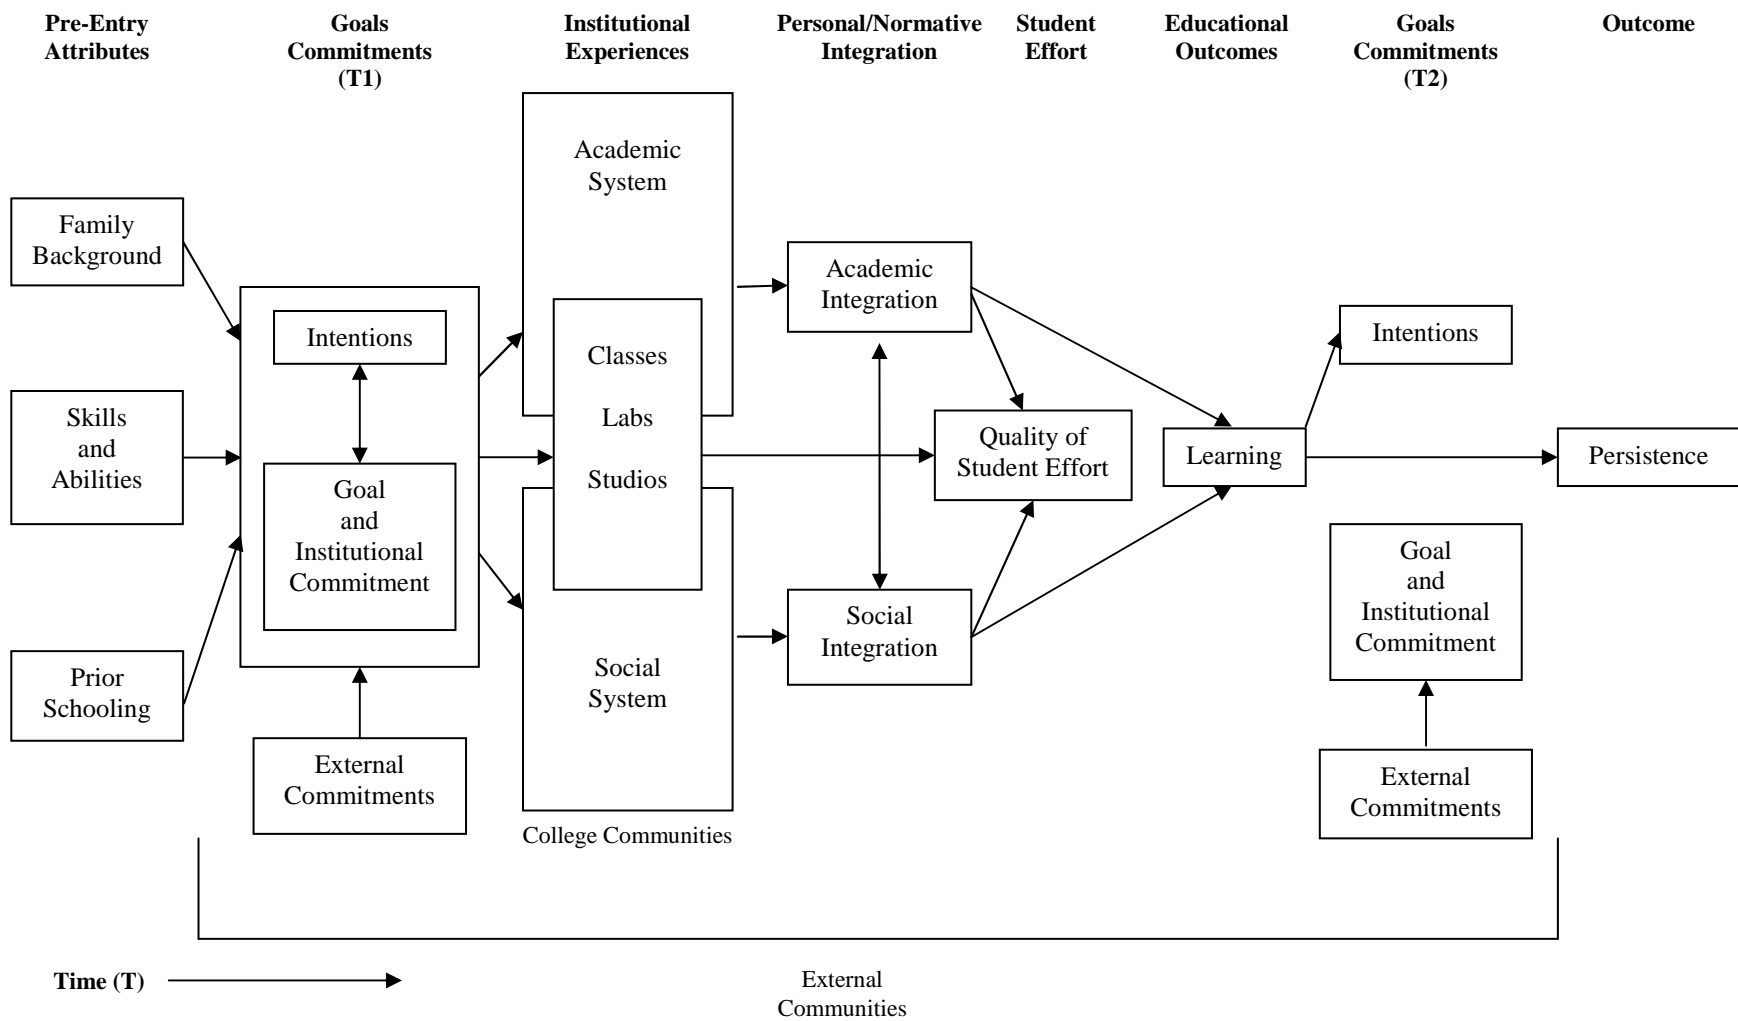 Pre-Entry
Attributes
Goals
Commitments
(T1)
Institutional
Experiences
Personal/Normative
Integration
Student
Effort
Educational
Outcomes
Goals
Commitments
(T2)
Outcome
Family
Background
Skills
and
Abilities
Prior
Schooling
Intentions
Goal
and
Institutional
Commitment
External
Commitments
Academic
System
Classes
Labs
Studios
Social
System
College Communities
Academic
Integration
Social
Integration
Quality of
Student Effort
Learning
Intentions
Goal
and
Institutional
Commitment
External
Commitments
Persistence
Time (T)
External
Communities